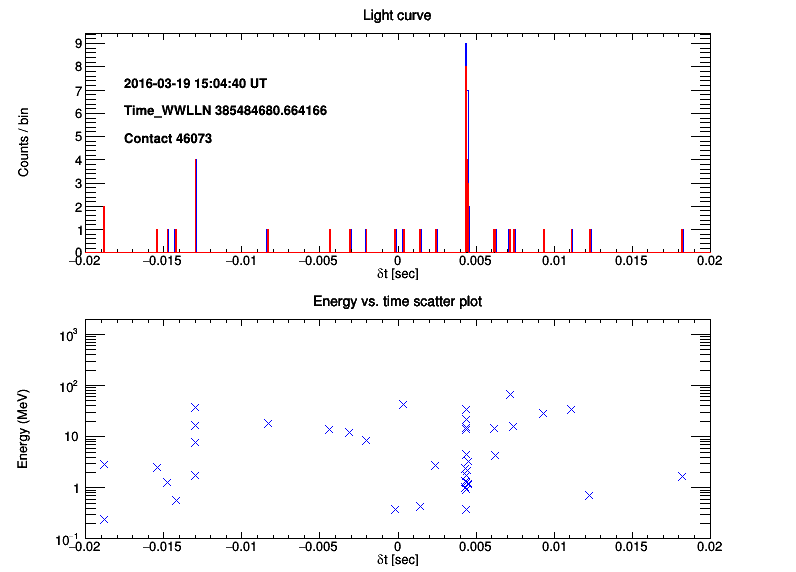 Light curve
Counts / bin
9
8
7
6
5
4
3
2
1
0
2016-03-19 15:04:40 UT
Time_WWLLN 385484680.664166
Contact 46073
−0.02 −0.015 −0.01 −0.005 0 0.005 0.01 0.015 0.02
δt [sec]
Energy vs. time scatter plot
Energy (MeV)
10³
10²
10
1
10⁻¹
−0.02 −0.015 −0.01 −0.005 0 0.005 0.01 0.015 0.02
δt [sec]